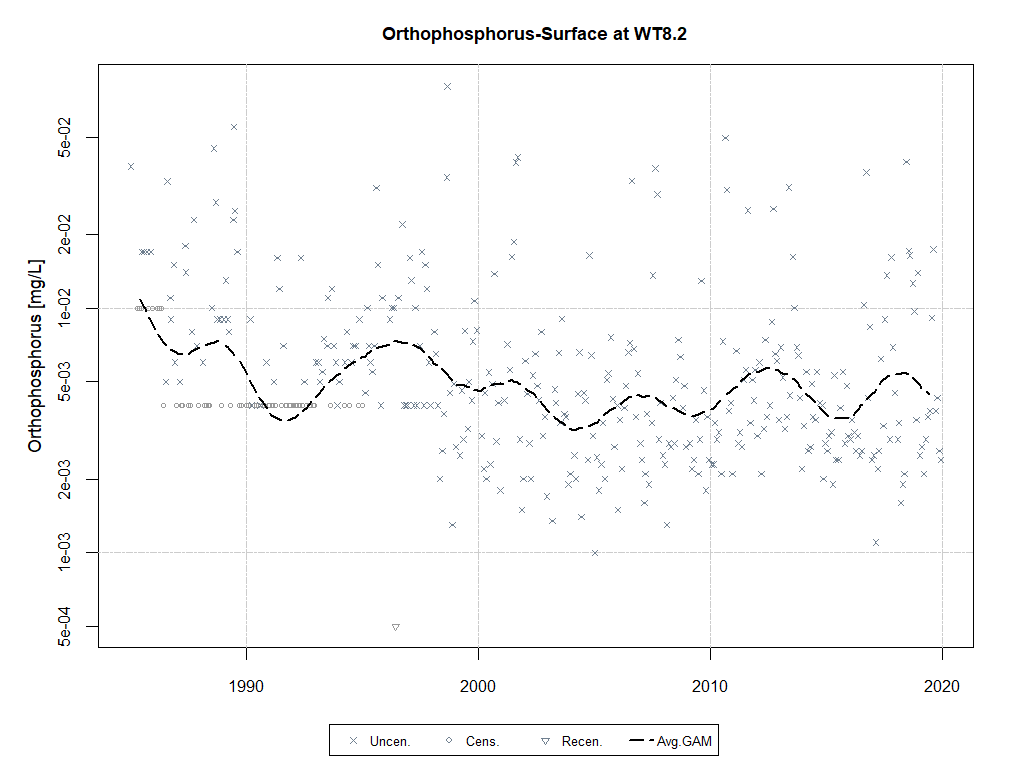 Orthophosphorus-Surface at WT8.2
Orthophosphorus [mg/L]
5e-02
2e-02
1e-02
5e-03
2e-03
1e-03
5e-04
1990 2000 2010 2020
Uncen. Cens. Recen. Avg.GAM